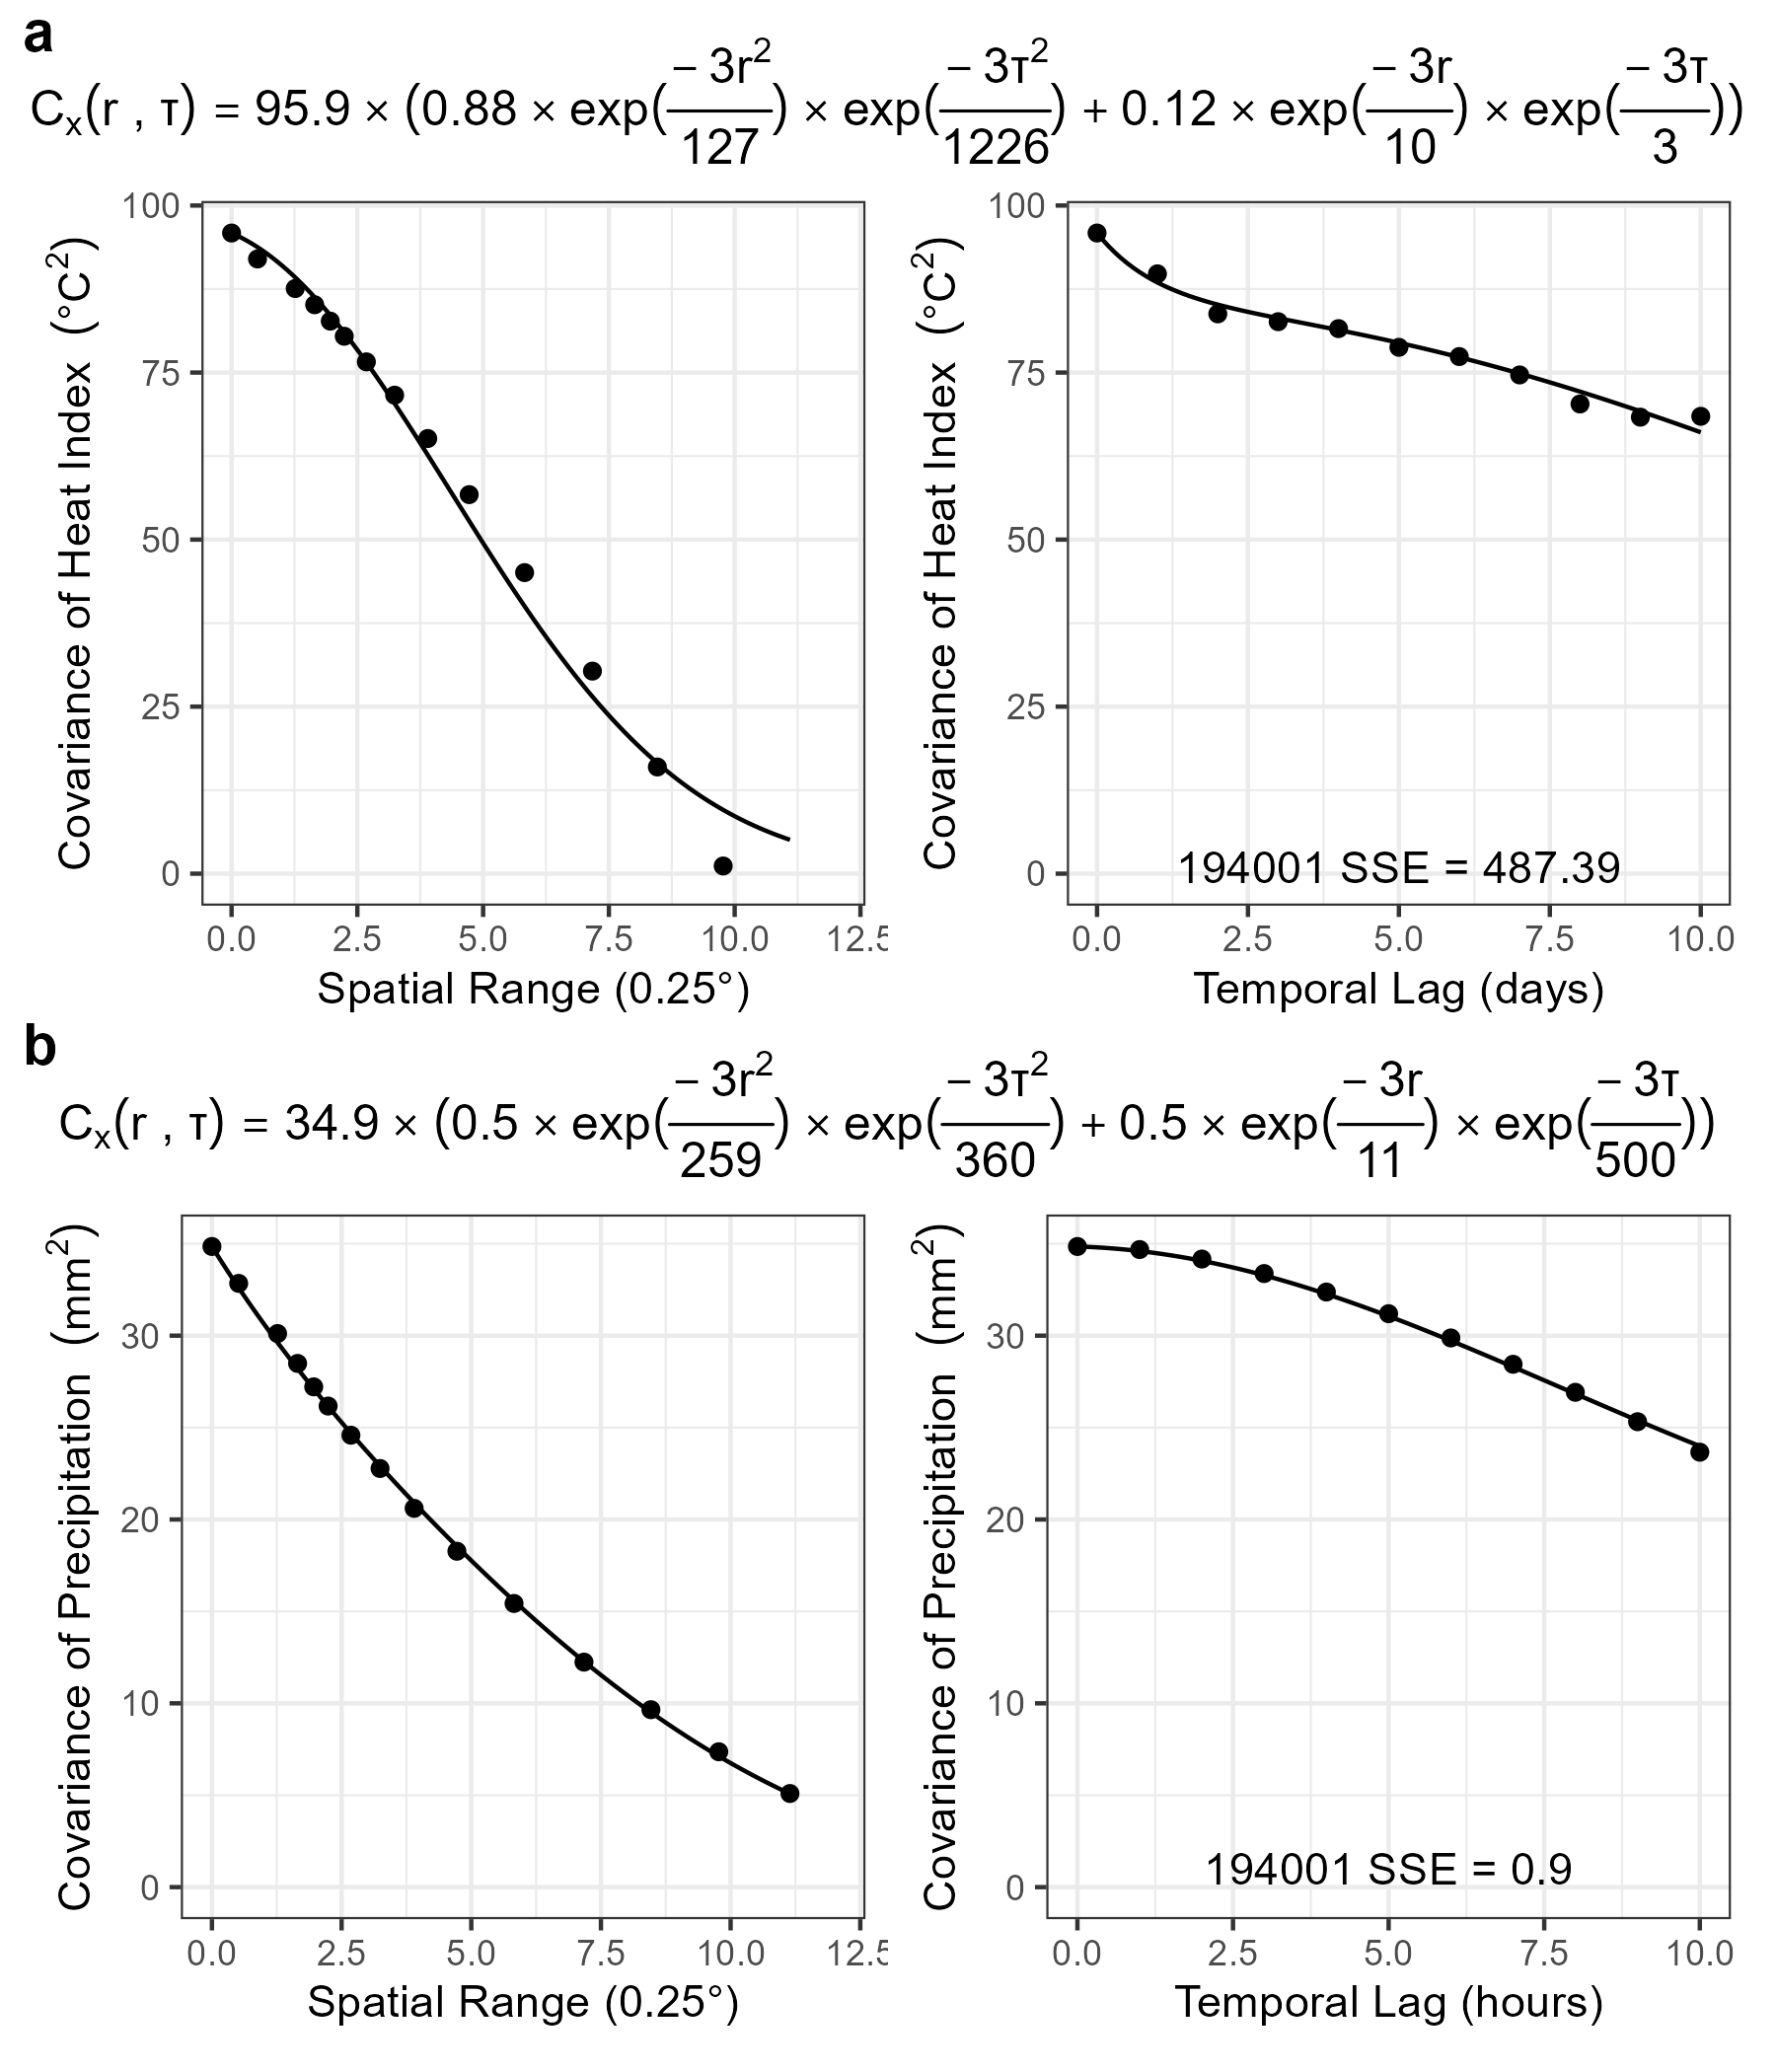 a
Cₓ(r , τ) = 95.9 × (0.88 × exp(− 3r² / 127) × exp(− 3τ² / 1226) + 0.12 × exp(− 3r / 10) × exp(− 3τ / 3))
Covariance of Heat Index (°C²)
100
75
50
25
0
0.0 2.5 5.0 7.5 10.0 12.5
Spatial Range (0.25°)
Covariance of Heat Index (°C²)
100
75
50
25
0
194001 SSE = 487.39
0.0 2.5 5.0 7.5 10.0
Temporal Lag (days)
b
Cₓ(r , τ) = 34.9 × (0.5 × exp(− 3r² / 259) × exp(− 3τ² / 360) + 0.5 × exp(− 3r / 11) × exp(− 3τ / 500))
Covariance of Precipitation (mm²)
30
20
10
0
0.0 2.5 5.0 7.5 10.0 12.5
Spatial Range (0.25°)
Covariance of Precipitation (mm²)
30
20
10
0
194001 SSE = 0.9
0.0 2.5 5.0 7.5 10.0
Temporal Lag (hours)